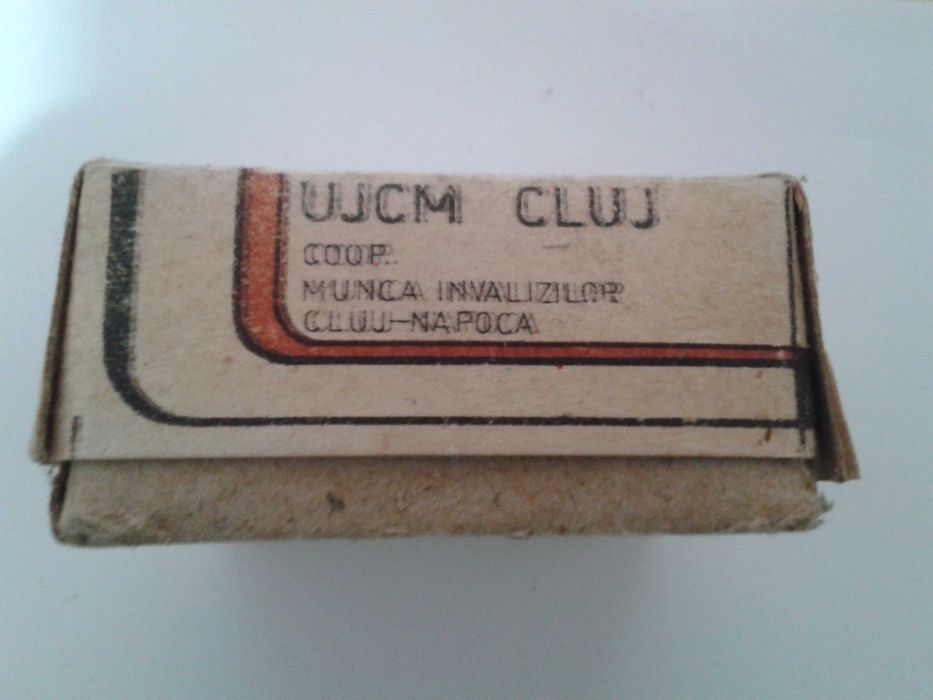 UJCM CLUJ
COOP.
MUNCA INVALIZILOR
CLUJ-NAPOCA